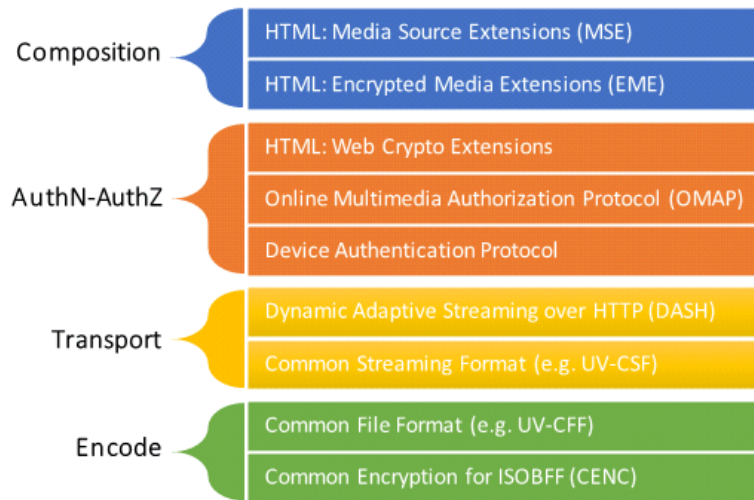 Composition
HTML: Media Source Extensions (MSE)
HTML: Encrypted Media Extensions (EME)
AuthN-AuthZ
HTML: Web Crypto Extensions
Online Multimedia Authorization Protocol (OMAP)
Device Authentication Protocol
Transport
Dynamic Adaptive Streaming over HTTP (DASH)
Common Streaming Format (e.g. UV-CSF)
Encode
Common File Format (e.g. UV-CFF)
Common Encryption for ISOBFF (CENC)